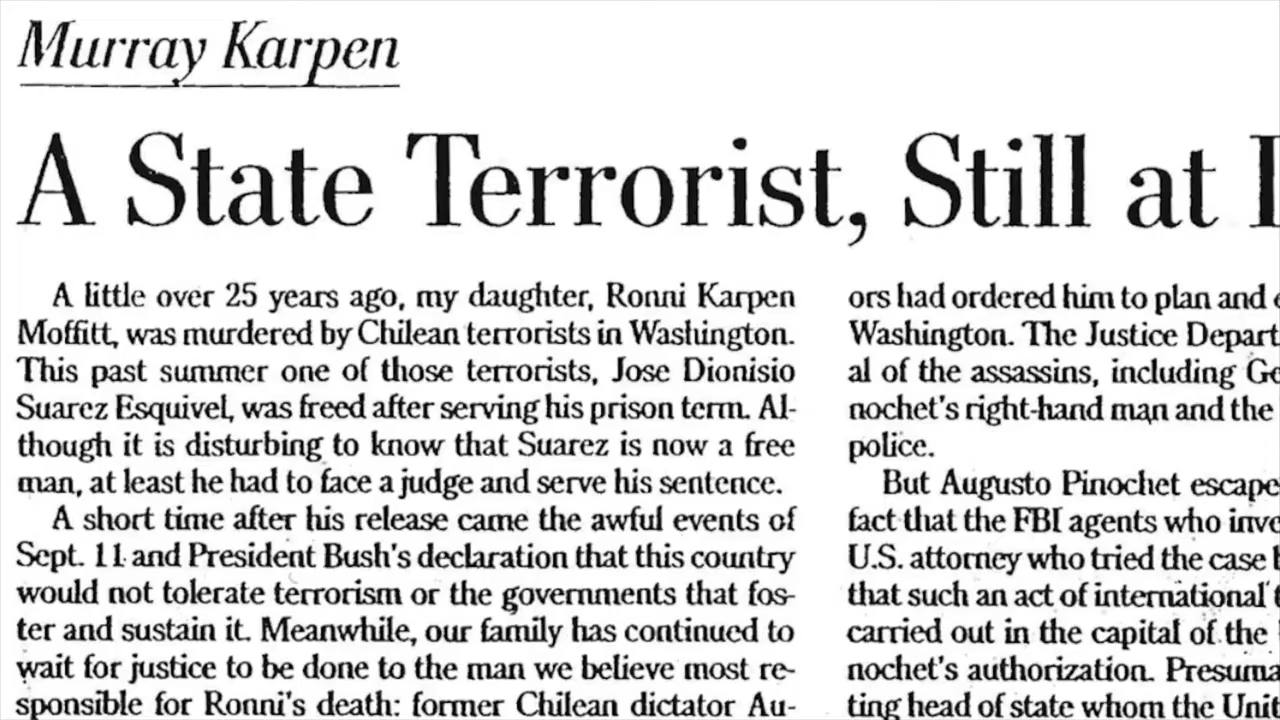 Murray Karpen
A State Terrorist, Still at
A little over 25 years ago, my daughter, Ronni Karpen
Moffitt, was murdered by Chilean terrorists in Washington.
This past summer one of those terrorists, Jose Dionisio
Suarez Esquivel, was freed after serving his prison term. Al-
though it is disturbing to know that Suarez is now a free
man, at least he had to face a judge and serve his sentence.
A short time after his release came the awful events of
Sept. 11 and President Bush's declaration that this country
would not tolerate terrorism or the governments that fos-
ter and sustain it. Meanwhile, our family has continued to
wait for justice to be done to the man we believe most re-
sponsible for Ronni's death: former Chilean dictator Au-
ors had ordered him to plan and
Washington. The Justice Depart
al of the assassins, including Ge
nochet's right-hand man and the
police.
But Augusto Pinochet escape
fact that the FBI agents who inve
U.S. attorney who tried the case
that such an act of international
carried out in the capital of the
nochet's authorization. Presuma
ting head of state whom the Unit